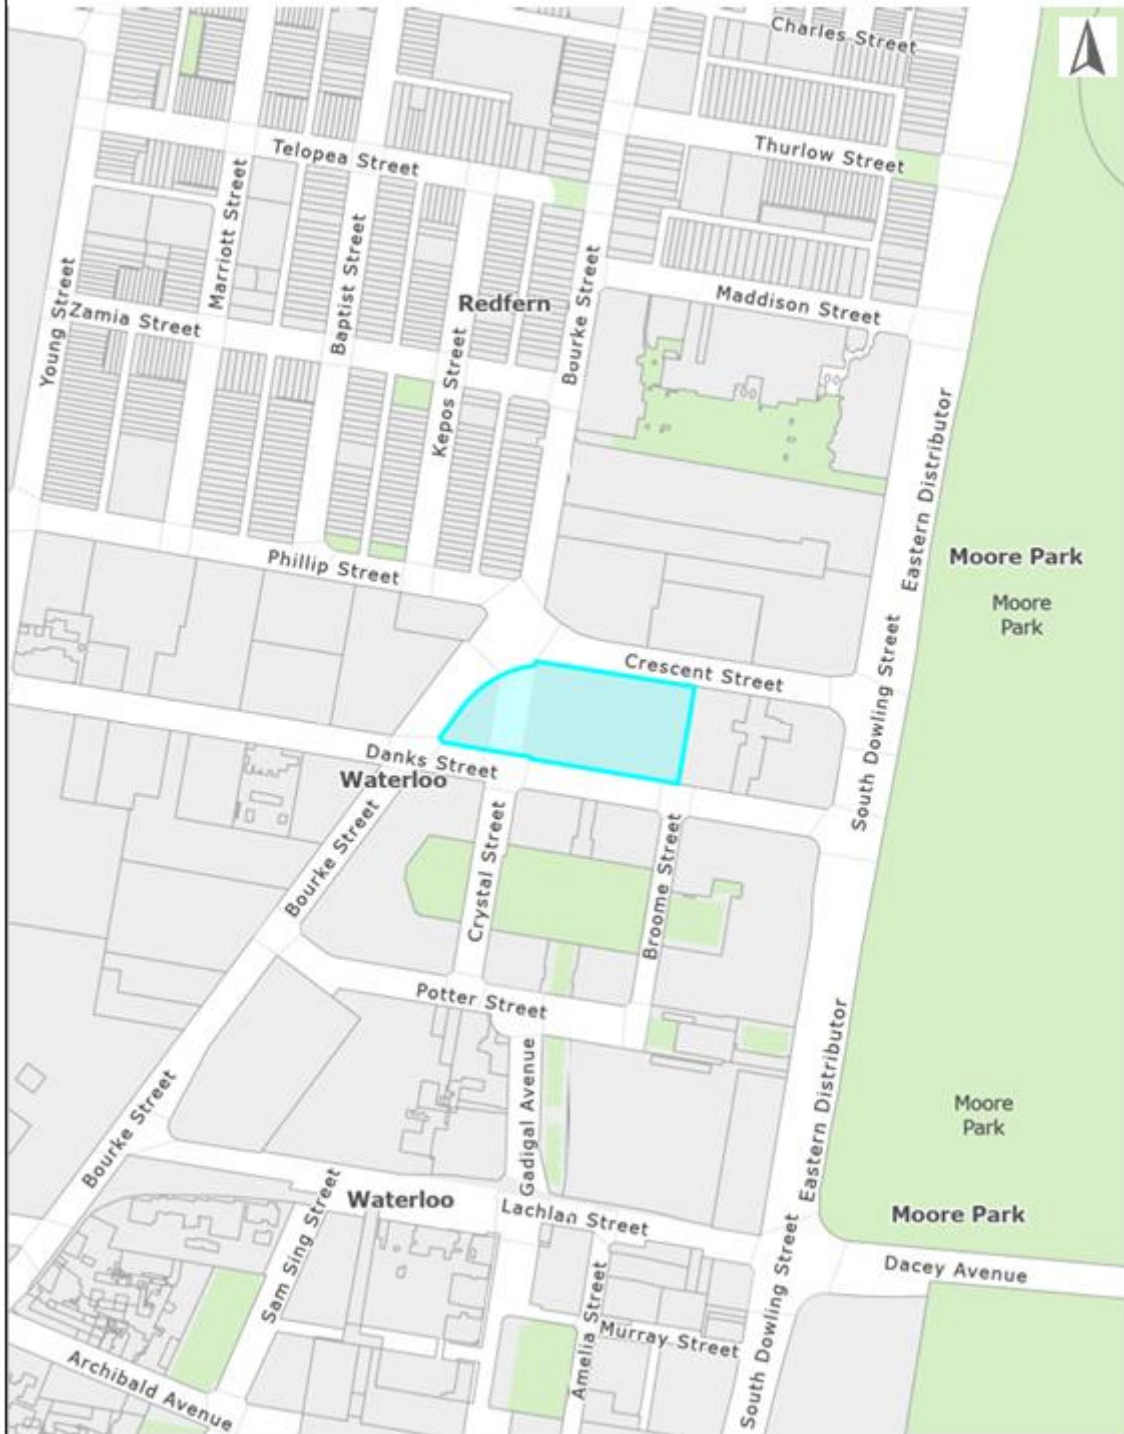 Charles Street
Thurlow Street
Telopea Street
Marriott Street
Baptist Street
Bourke Street
Young Street
Zamia Street
Redfern
Maddison Street
Kepos Street
Eastern Distributor
Phillip Street
Moore Park
Moore
Park
Crescent Street
South Dowling Street
Danks Street
Waterloo
Bourke Street
Crystal Street
Broome Street
Potter Street
Eastern Distributor
Gadigal Avenue
Moore
Park
Bourke Street
Waterloo
Lachlan Street
Moore Park
Sam Sing Street
South Dowling Street
Dacey Avenue
Amelia Street
Murray Street
Archibald Avenue